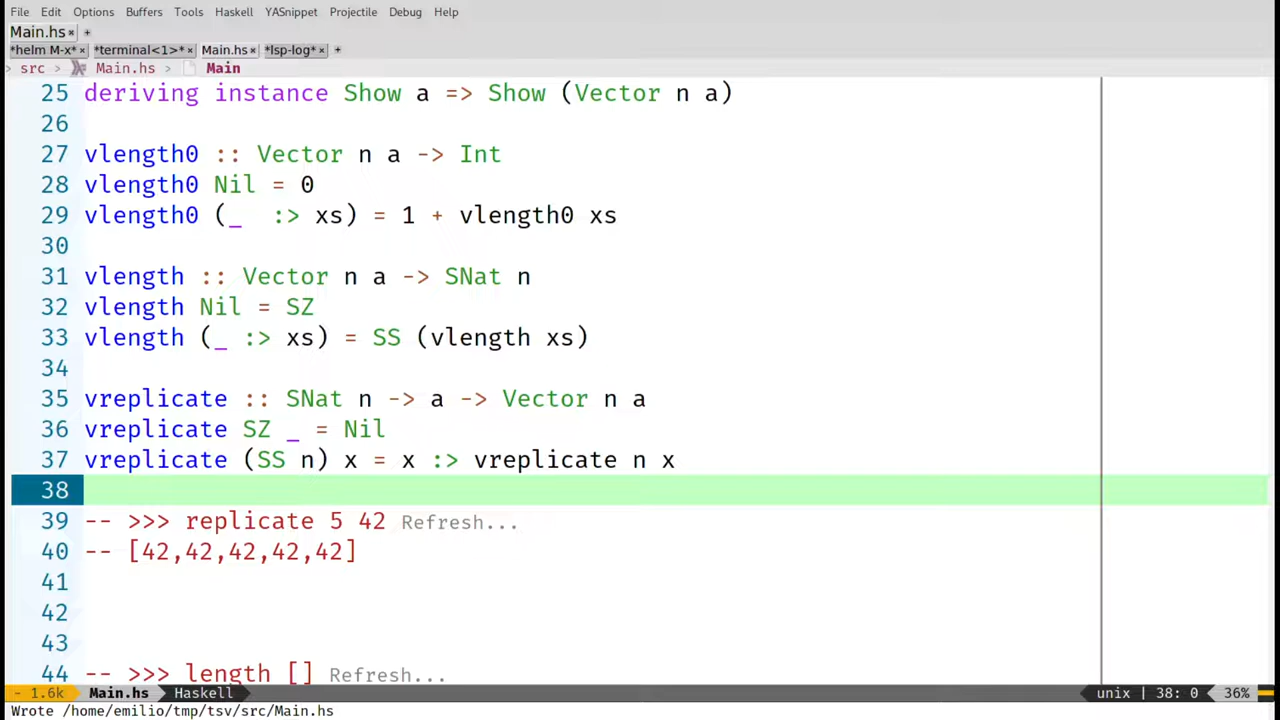 File Edit Options Buffers Tools Haskell YASnippet Projectile Debug Help
Main.hs × +
*helm M-x* × *terminal<1>* × Main.hs × *lsp-log* × +
> src > Main.hs > Main
25 deriving instance Show a => Show (Vector n a)
26
27 vlength0 :: Vector n a -> Int
28 vlength0 Nil = 0
29 vlength0 (_  :> xs) = 1 + vlength0 xs
30
31 vlength :: Vector n a -> SNat n
32 vlength Nil = SZ
33 vlength (_ :> xs) = SS (vlength xs)
34
35 vreplicate :: SNat n -> a -> Vector n a
36 vreplicate SZ _ = Nil
37 vreplicate (SS n) x = x :> vreplicate n x
38
39 -- >>> replicate 5 42 Refresh...
40 -- [42,42,42,42,42]
41
42
43
44 -- >>> length [] Refresh...
- 1.6k Main.hs Haskell unix | 38: 0 36%
Wrote /home/emilio/tmp/tsv/src/Main.hs